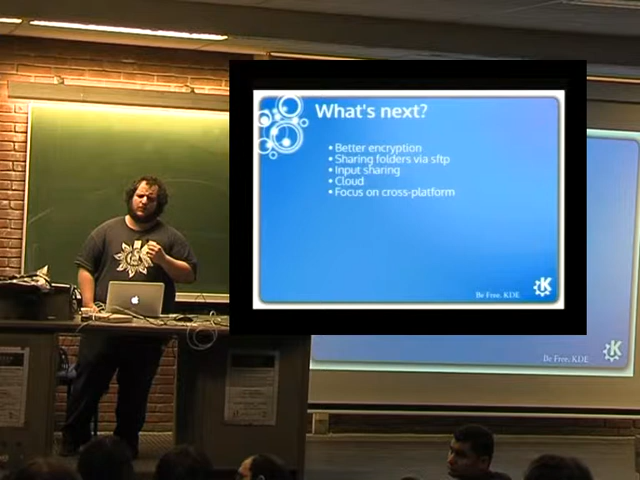 What's next?
• Better encryption
• Sharing folders via sftp
• Input sharing
• Cloud
• Focus on cross-platform
Be Free. KDE
Be Free. KDE